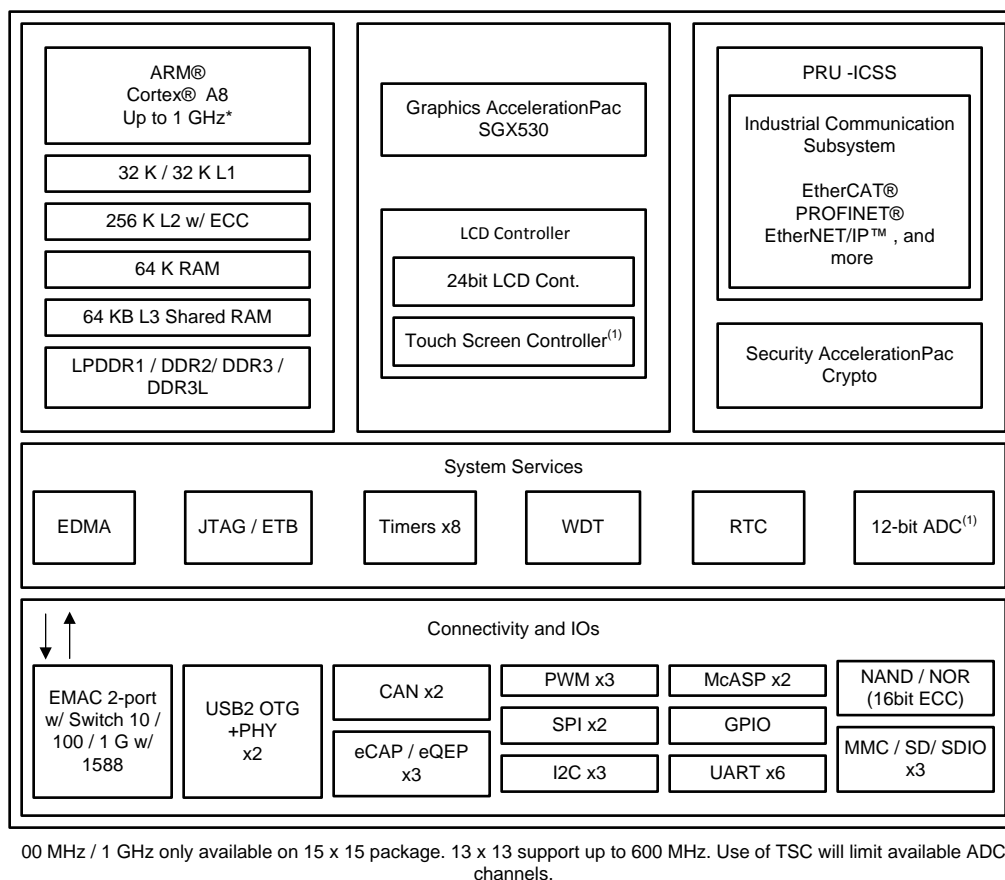 ARM®
Cortex® A8
Up to 1 GHz*
32 K / 32 K L1
256 K L2 w/ ECC
64 K RAM
64 KB L3 Shared RAM
LPDDR1 / DDR2/ DDR3 /
DDR3L
Graphics AccelerationPac
SGX530
LCD Controller
24bit LCD Cont.
Touch Screen Controller(1)
PRU -ICSS
Industrial Communication
Subsystem
EtherCAT®
PROFINET®
EtherNET/IP™ , and
more
Security AccelerationPac
Crypto
System Services
EDMA
JTAG / ETB
Timers x8
WDT
RTC
12-bit ADC(1)
Connectivity and IOs
EMAC 2-port
w/ Switch 10 /
100 / 1 G w/
1588
USB2 OTG
+PHY
x2
CAN x2
eCAP / eQEP
x3
PWM x3
SPI x2
I2C x3
McASP x2
GPIO
UART x6
NAND / NOR
(16bit ECC)
MMC / SD/ SDIO
x3
00 MHz / 1 GHz only available on 15 x 15 package. 13 x 13 support up to 600 MHz. Use of TSC will limit available ADC
channels.